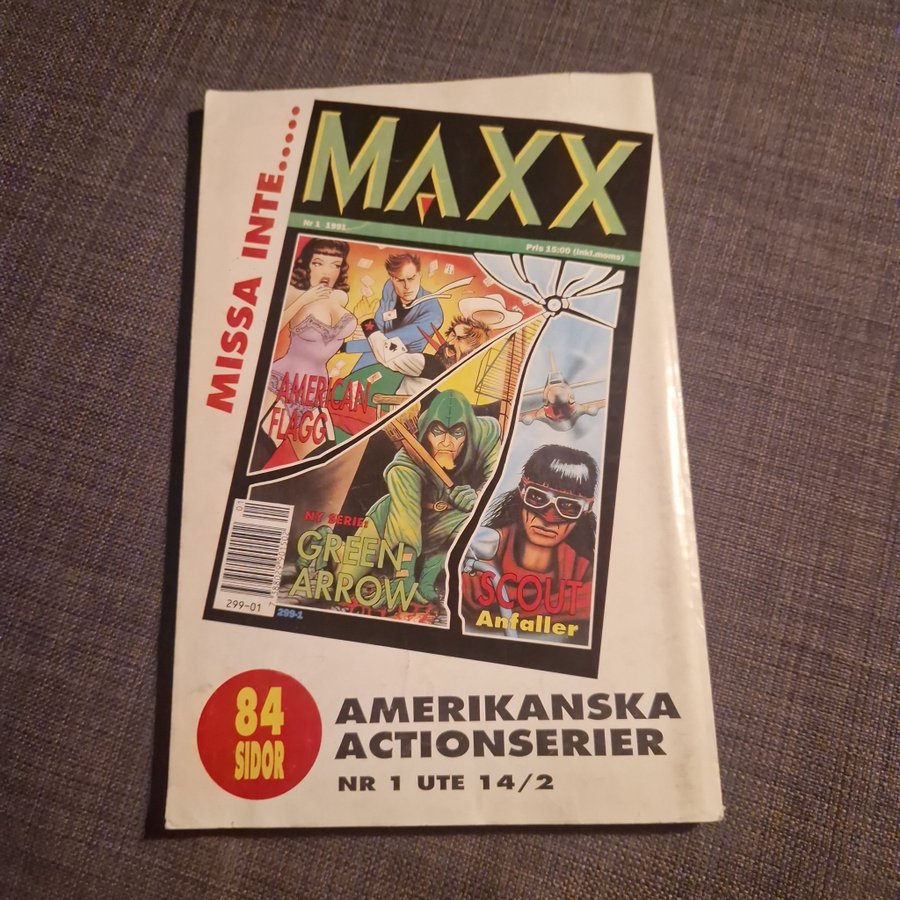 MISSA INTE......
MAXX
Nr 1 1991.
Pris 15:00 (inkl.moms)
AMERICAN
FLAGG
NY SERIE:
GREEN
ARROW
SCOUT
Anfaller
01
299-01
299-1
84
SIDOR
AMERIKANSKA
ACTIONSERIER
NR 1 UTE 14/2